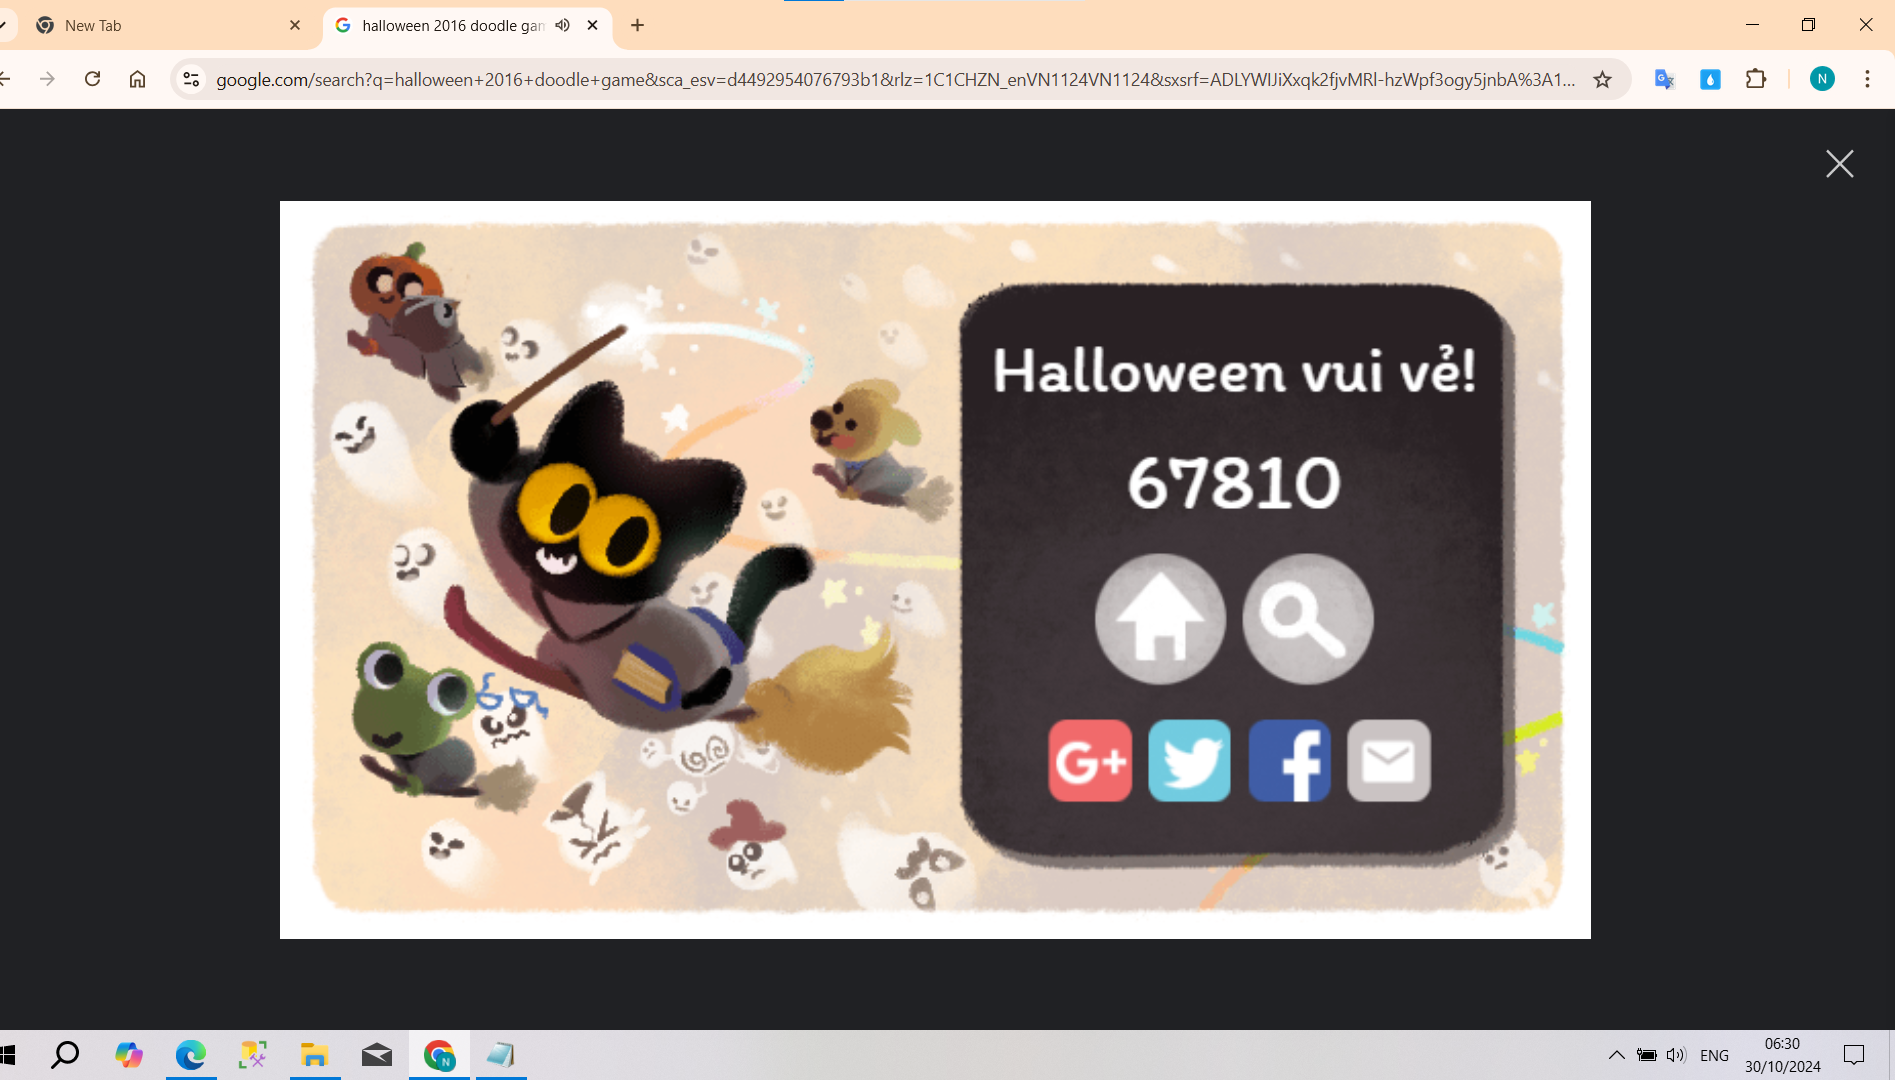 New Tab
halloween 2016 doodle gam
google.com/search?q=halloween+2016+doodle+game&sca_esv=d4492954076793b1&rlz=1C1CHZN_enVN1124VN1124&sxsrf=ADLYWIJiXxqk2fjvMRl-hzWpf3ogy5jnbA%3A1...
N
Halloween vui vẻ!
67810
G+
f
N
ENG
06:30
30/10/2024